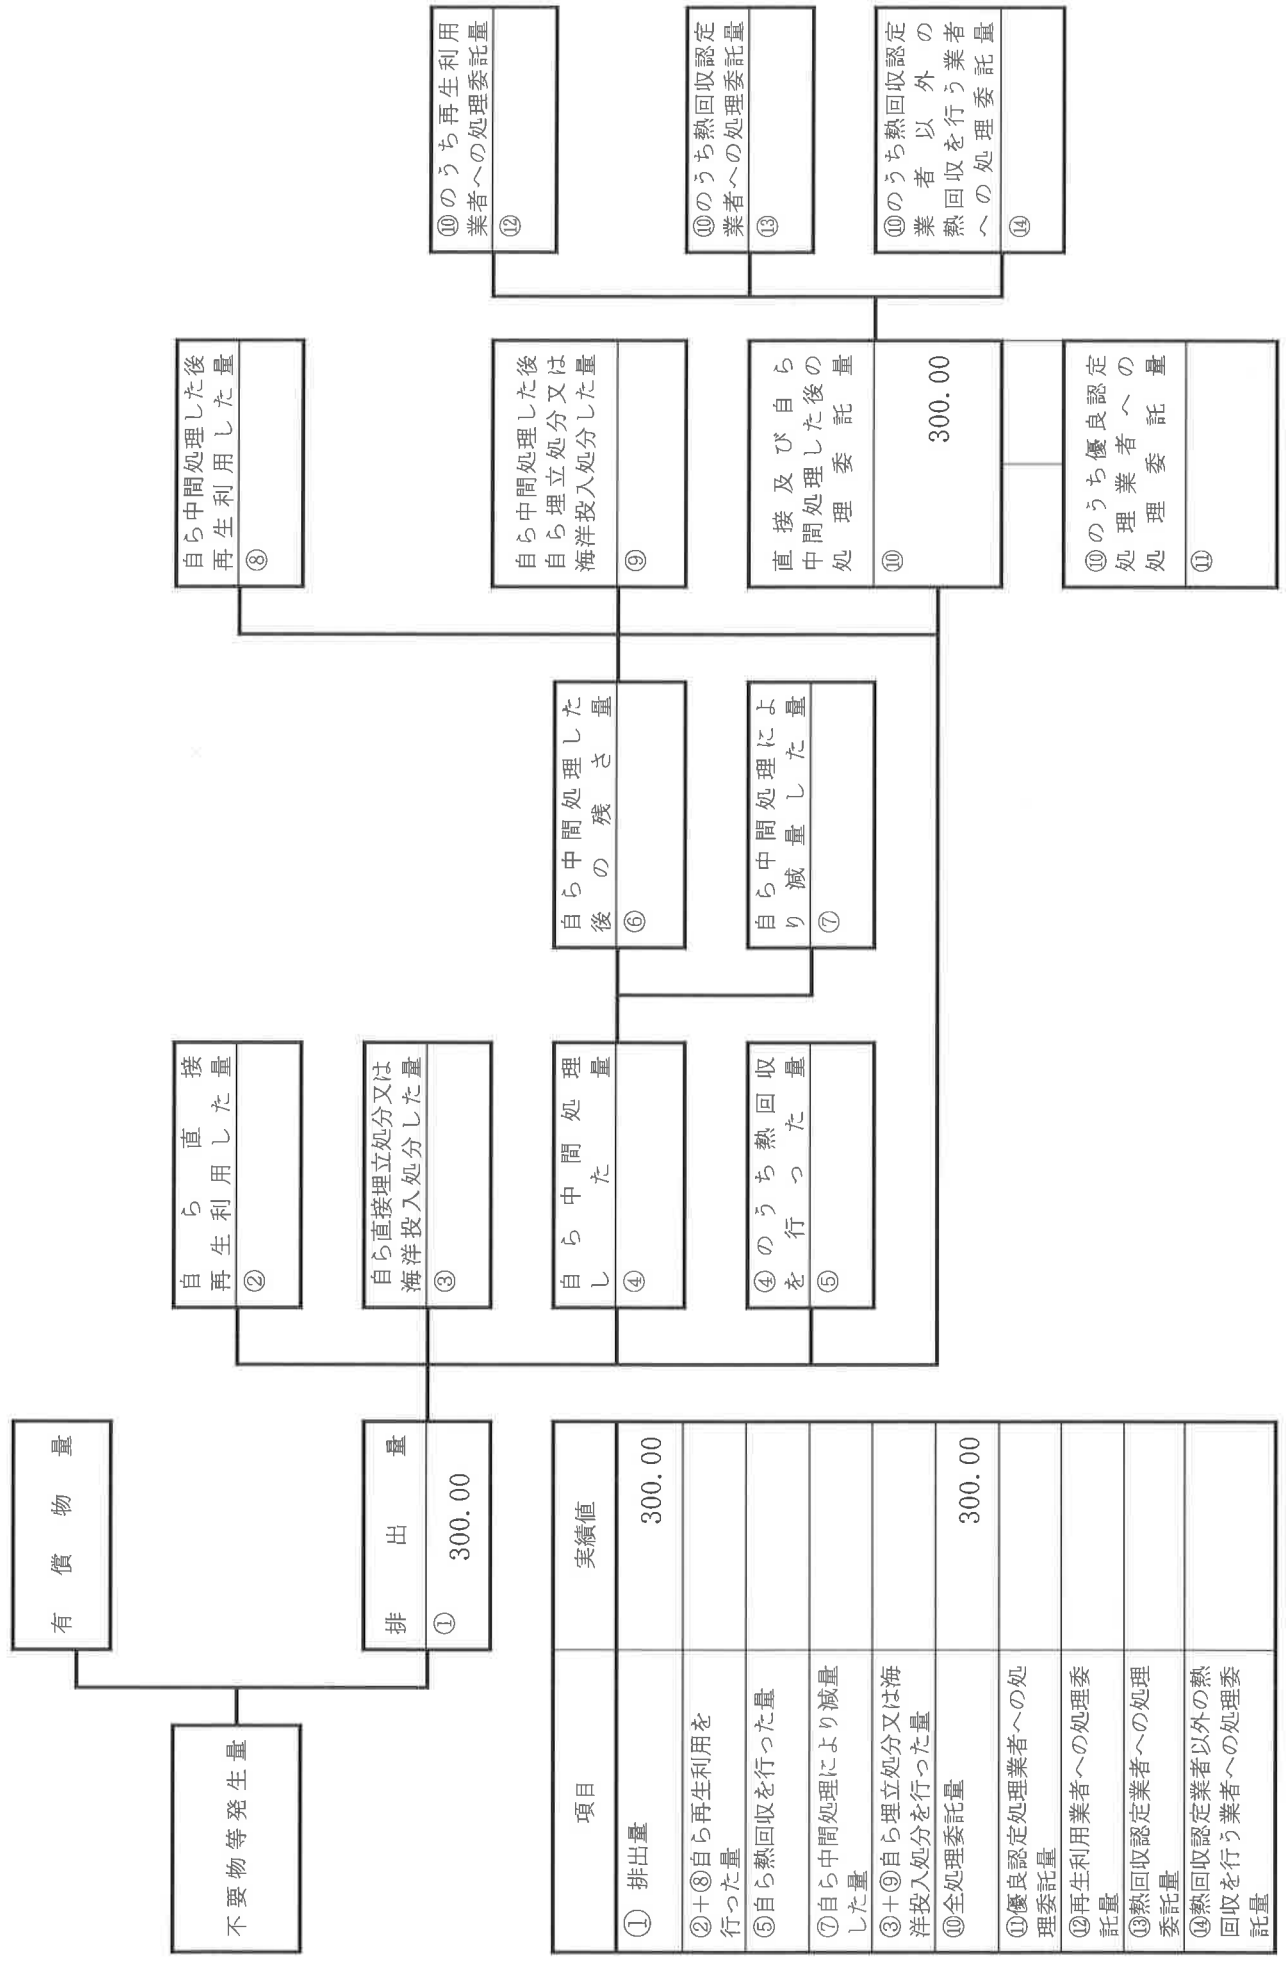 不要物等発生量
有償物量
排出量
① 300.00
自ら直接
再生利用した量
②
自ら直接埋立処分又は
海洋投入処分した量
③
自ら中間処理
した量
④
④のうち熱回収
を行った量
⑤
自ら中間処理した
後の残さ量
⑥
自ら中間処理によ
り減量した量
⑦
自ら中間処理した後
再生利用した量
⑧
自ら中間処理した後
自ら埋立処分又は
海洋投入処分した量
⑨
直接及び自ら
中間処理した後の
処理委託量
⑩ 300.00
⑩のうち優良認定
処理業者への
処理委託量
⑪
⑩のうち再生利用
業者への処理委託量
⑫
⑩のうち熱回収認定
業者への処理委託量
⑬
⑩のうち熱回収認定
業者以外の
熱回収を行う業者
への処理委託量
⑭
項目 実績値
① 排出量 300.00
②+⑧自ら再生利用を
行った量
⑤自ら熱回収を行った量
⑦自ら中間処理により減量
した量
③+⑨自ら埋立処分又は海
洋投入処分を行った量
⑩全処理委託量 300.00
⑪優良認定処理業者への処
理委託量
⑫再生利用業者への処理委
託量
⑬熱回収認定業者への処理
委託量
⑭熱回収認定業者以外の熱
回収を行う業者への処理委
託量